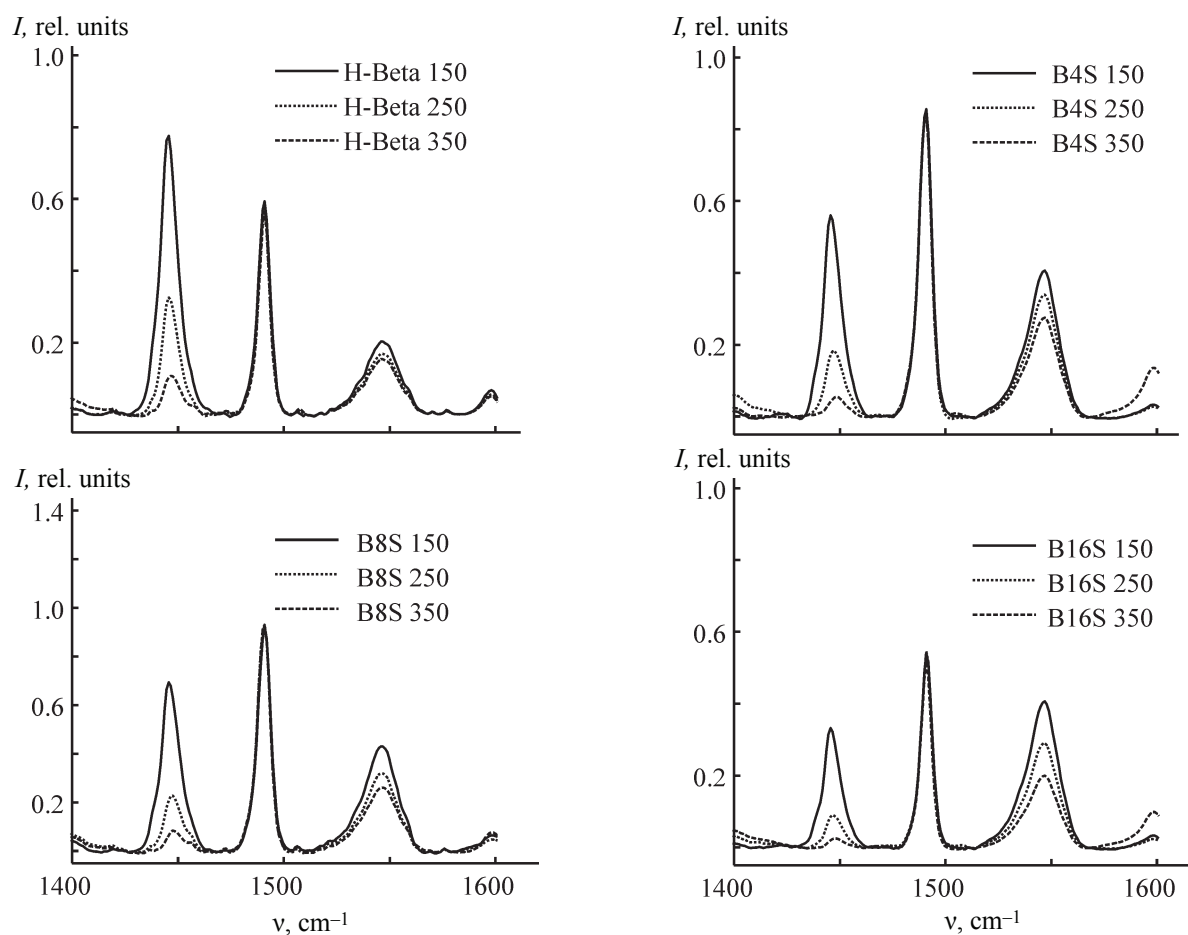 I, rel. units
1.0
0.6
0.2
H-Beta 150
H-Beta 250
H-Beta 350
I, rel. units
1.0
0.6
0.2
B4S 150
B4S 250
B4S 350
I, rel. units
1.4
1.0
0.6
0.2
B8S 150
B8S 250
B8S 350
1400 1500 1600
ν, cm–1
I, rel. units
1.0
0.6
0.2
B16S 150
B16S 250
B16S 350
1400 1500 1600
ν, cm–1